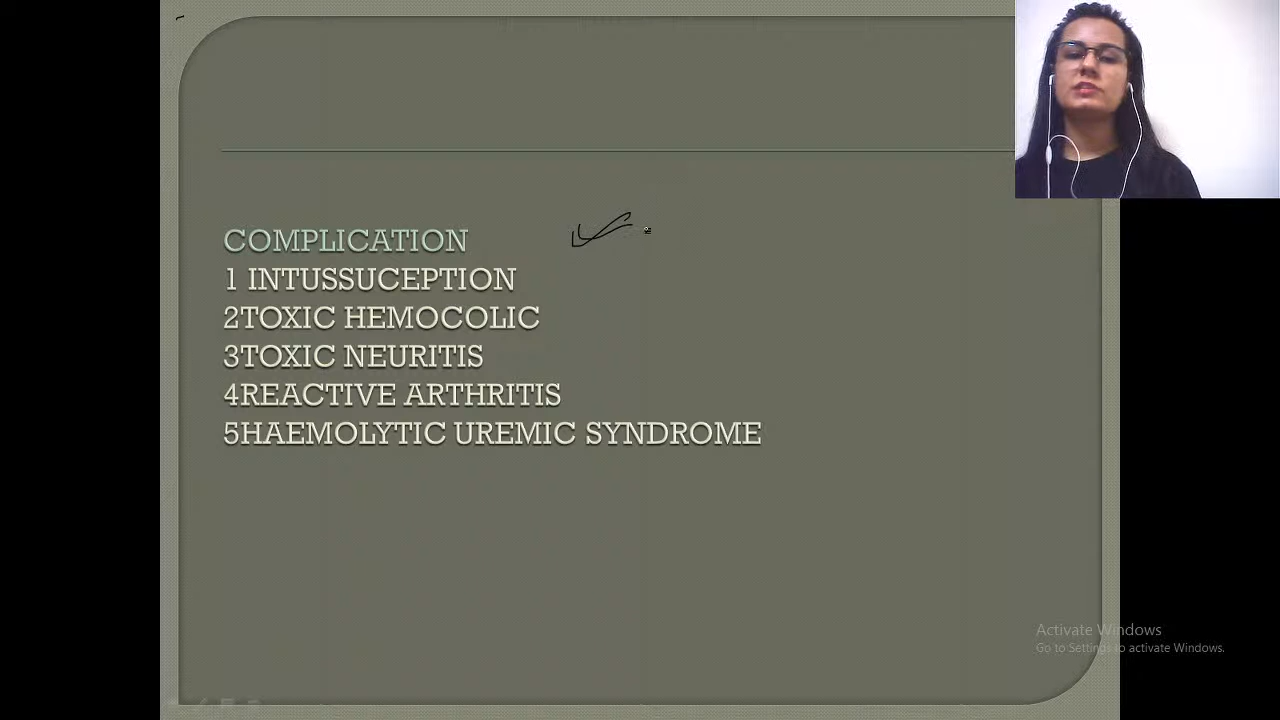 COMPLICATION
1 INTUSSUCEPTION
2TOXIC HEMOCOLIC
3TOXIC NEURITIS
4REACTIVE ARTHRITIS
5HAEMOLYTIC UREMIC SYNDROME
Activate Windows
Go to Settings to activate Windows.